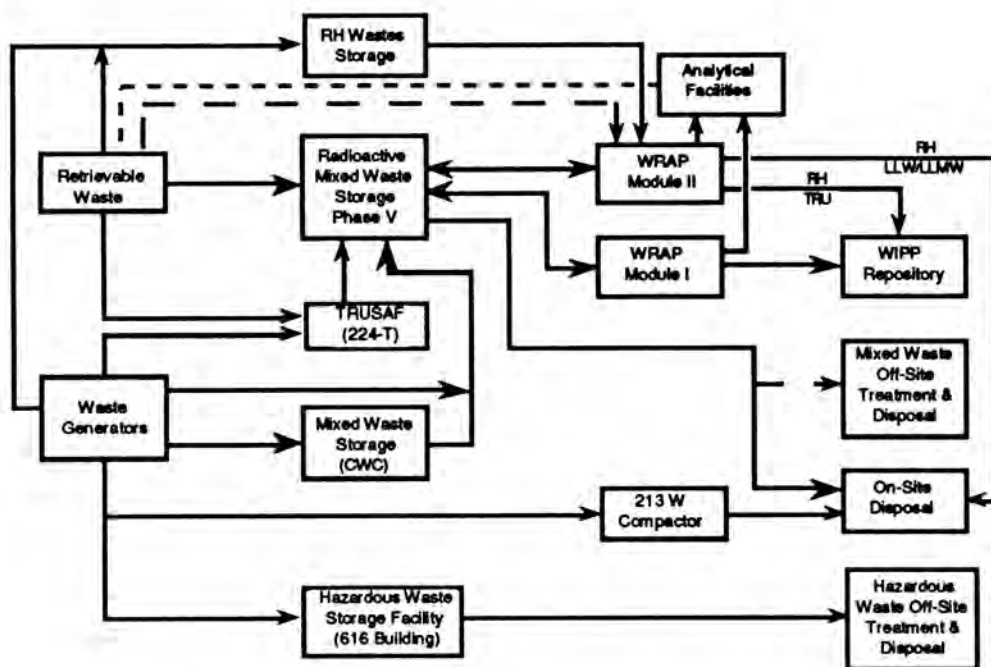 RH Wastes
Storage
Analytical
Facilities
Retrievable
Waste
Radioactive
Mixed Waste
Storage
Phase V
WRAP
Module II
RH
LLW/LLMW
RH
TRU
WRAP
Module I
WIPP
Repository
TRUSAF
(224-T)
Mixed Waste
Off-Site
Treatment &
Disposal
Waste
Generators
Mixed Waste
Storage
(CWC)
213 W
Compactor
On-Site
Disposal
Hazardous Waste
Storage Facility
(616 Building)
Hazardous
Waste Off-Site
Treatment &
Disposal